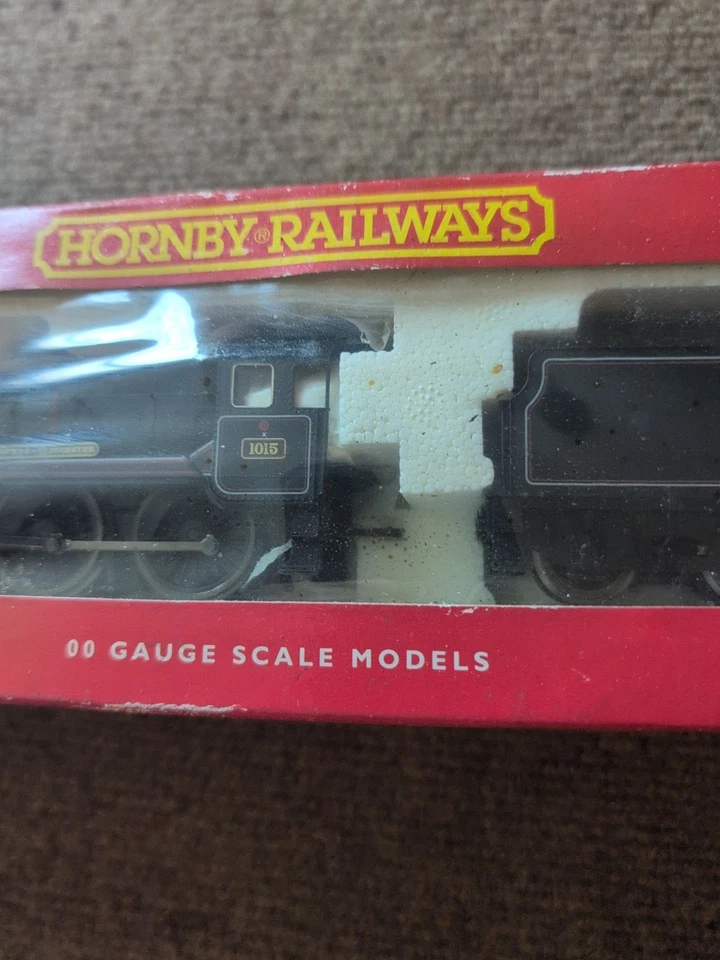 HORNBY® RAILWAYS
1015
00 GAUGE SCALE MODELS